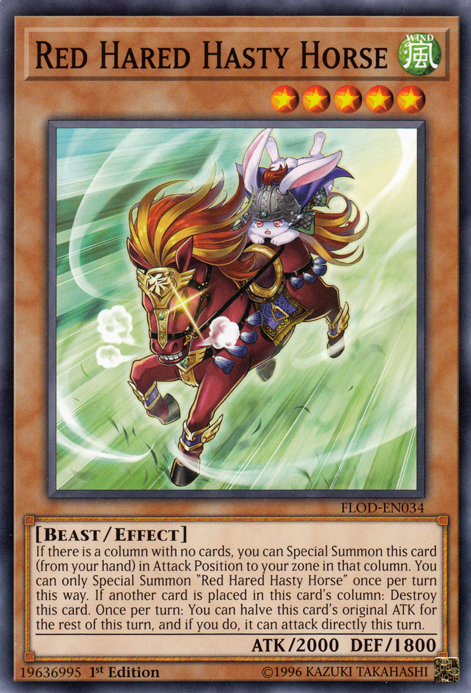 RED HARED HASTY HORSE
WIND
風
FLOD-EN034
[BEAST/EFFECT]
If there is a column with no cards, you can Special Summon this card
(from your hand) in Attack Position to your zone in that column. You
can only Special Summon "Red Hared Hasty Horse" once per turn
this way. If another card is placed in this card's column: Destroy
this card. Once per turn: You can halve this card's original ATK for
the rest of this turn, and if you do, it can attack directly this turn.
ATK/2000 DEF/1800
19636995 1st Edition ©1996 KAZUKI TAKAHASHI